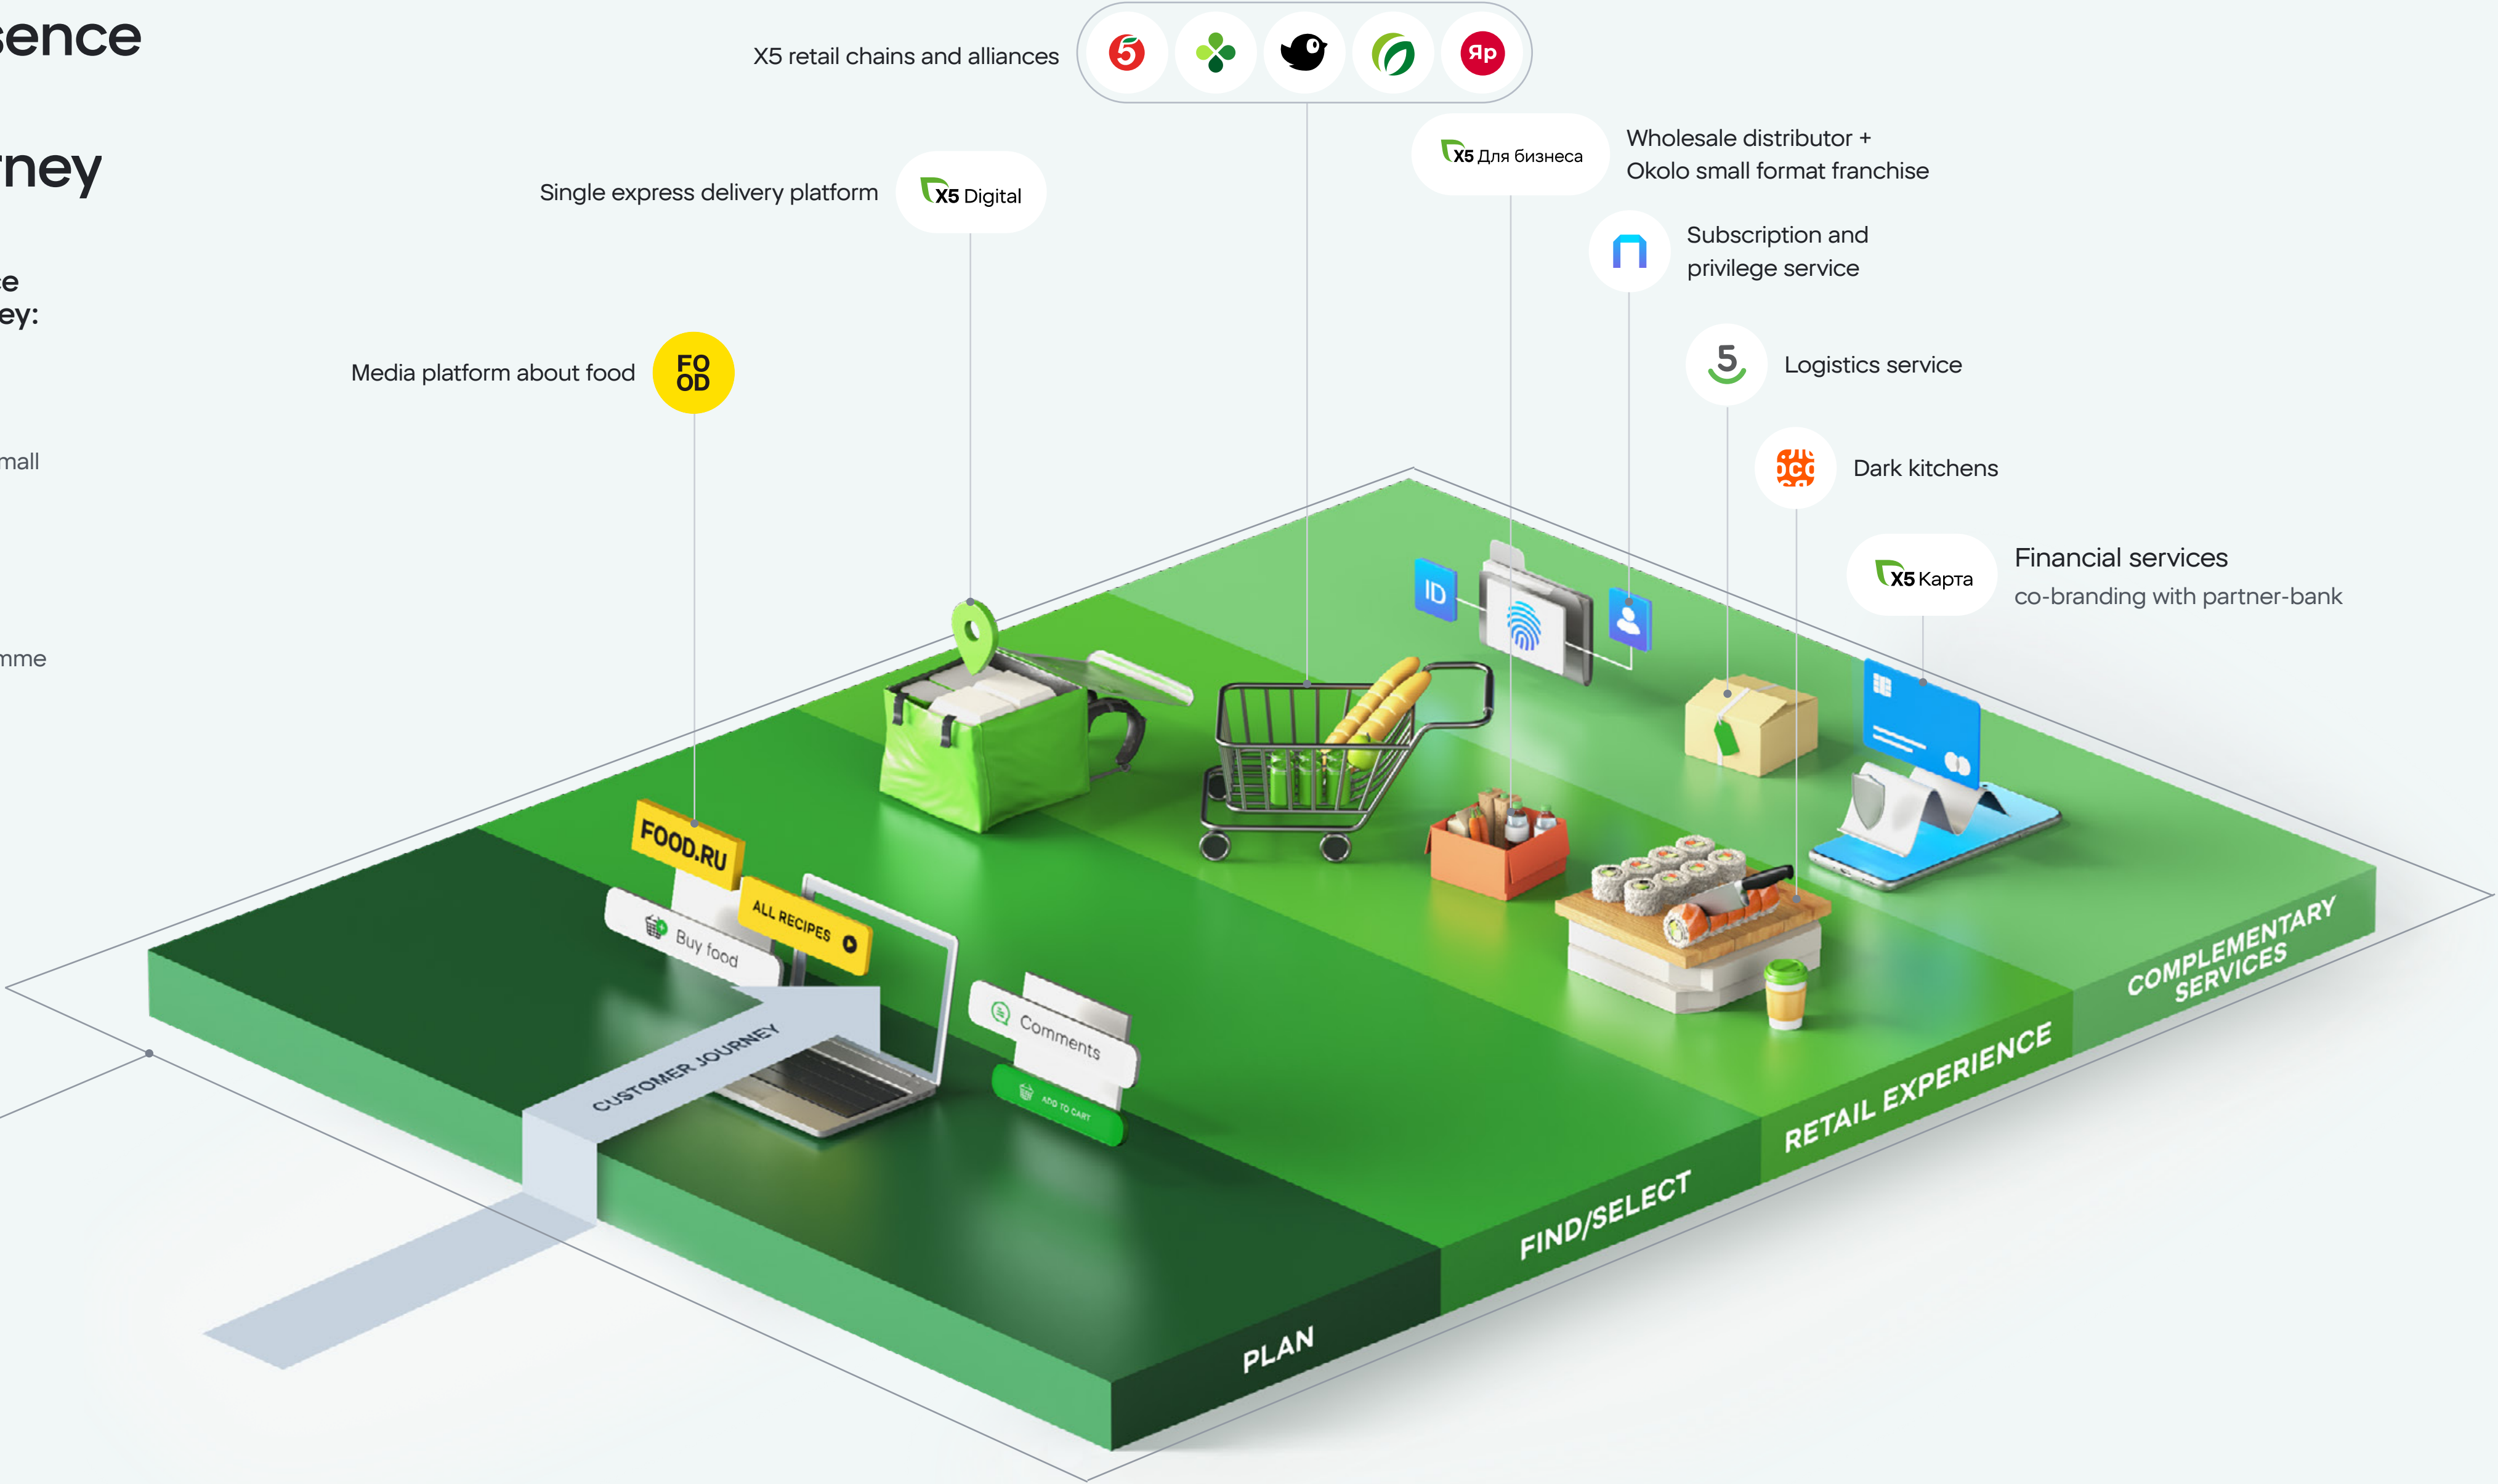 sence
rney
ce
ey:
mall
mme
X5 retail chains and alliances
5
Яр
Single express delivery platform
X5 Digital
X5 Для бизнеса
Wholesale distributor +
Okolo small format franchise
Subscription and
privilege service
Media platform about food
FO
OD
5
Logistics service
Dark kitchens
X5 Карта
Financial services
co-branding with partner-bank
ID
FOOD.RU
ALL RECIPES
Buy food
Comments
ADD TO CART
CUSTOMER JOURNEY
COMPLEMENTARY
SERVICES
RETAIL EXPERIENCE
FIND/SELECT
PLAN